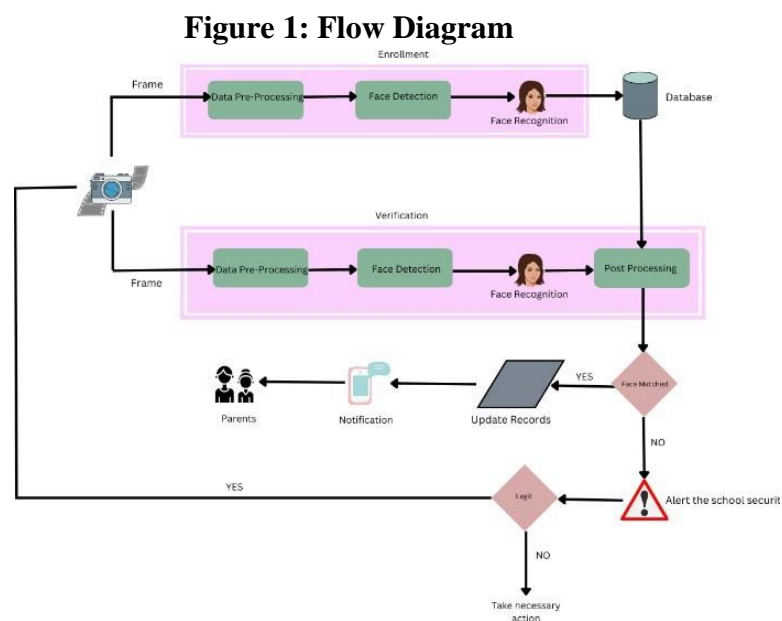 Figure 1: Flow Diagram
Enrollment
Frame
Data Pre-Processing
Face Detection
Face Recognition
Database
Verification
Frame
Data Pre-Processing
Face Detection
Face Recognition
Post Processing
Face Matched
YES
Update Records
Notification
Parents
NO
Alert the school securit
Legit
YES
NO
Take necessary
action